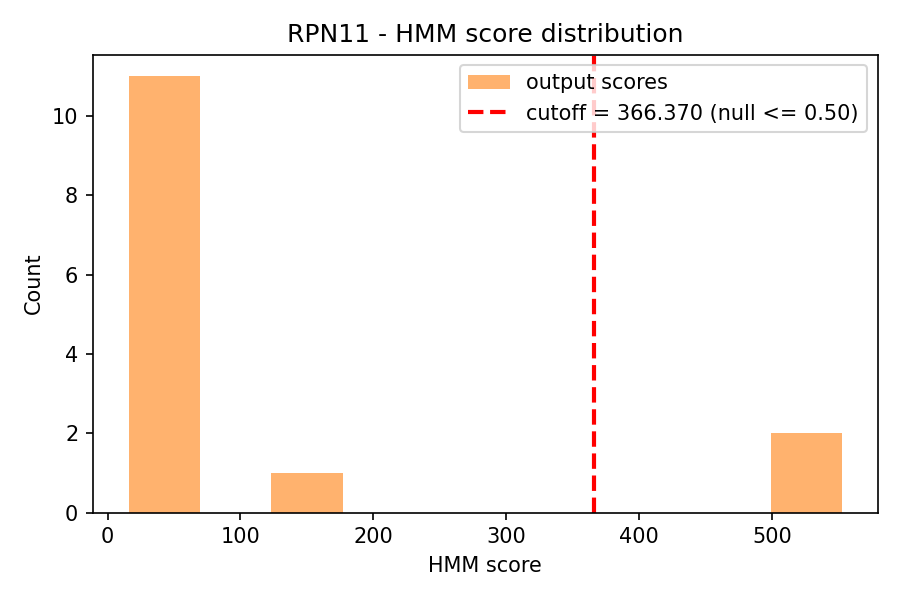 RPN11 - HMM score distribution
output scores
cutoff = 366.370 (null <= 0.50)
10
8
6
4
2
0
Count
0 100 200 300 400 500
HMM score